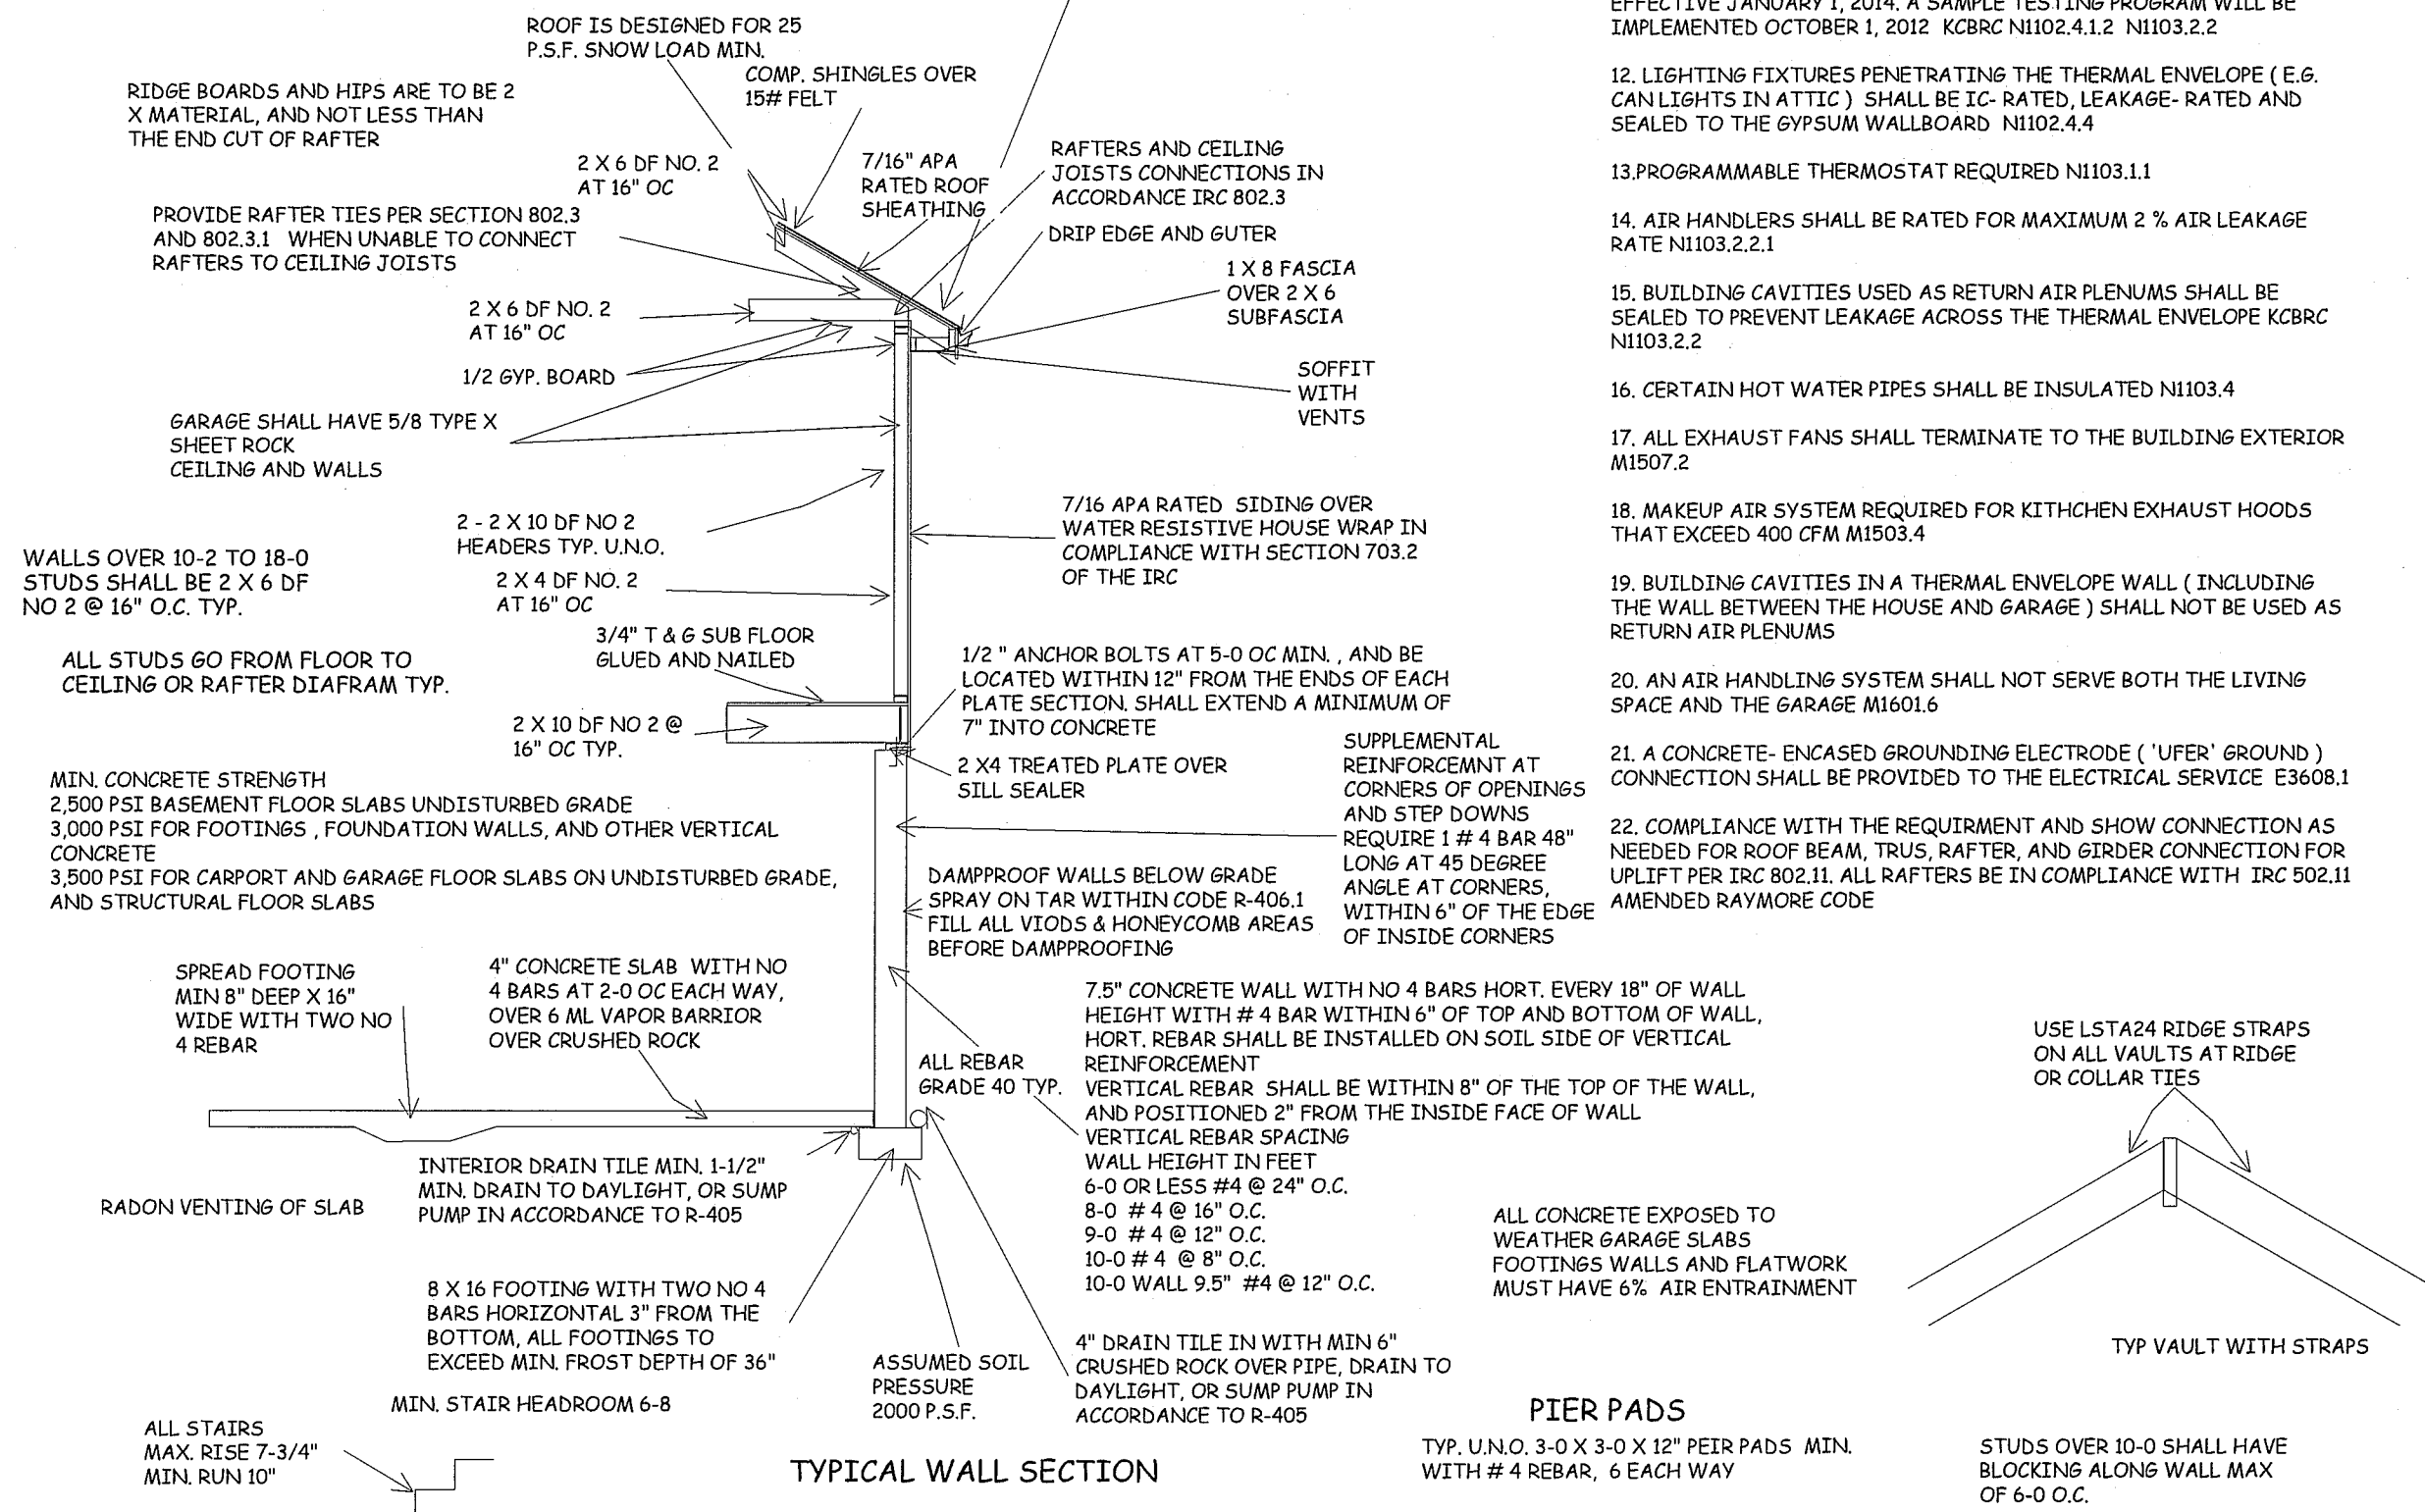 ROOF IS DESIGNED FOR 25
P.S.F. SNOW LOAD MIN.
COMP. SHINGLES OVER
15# FELT
RIDGE BOARDS AND HIPS ARE TO BE 2
X MATERIAL, AND NOT LESS THAN
THE END CUT OF RAFTER
2 X 6 DF NO. 2
AT 16" OC
7/16" APA
RATED ROOF
SHEATHING
RAFTERS AND CEILING
JOISTS CONNECTIONS IN
ACCORDANCE IRC 802.3
PROVIDE RAFTER TIES PER SECTION 802.3
AND 802.3.1 WHEN UNABLE TO CONNECT
RAFTERS TO CEILING JOISTS
DRIP EDGE AND GUTER
1 X 8 FASCIA
OVER 2 X 6
SUBFASCIA
2 X 6 DF NO. 2
AT 16" OC
1/2 GYP. BOARD
SOFFIT
WITH
VENTS
GARAGE SHALL HAVE 5/8 TYPE X
SHEET ROCK
CEILING AND WALLS
2 - 2 X 10 DF NO 2
HEADERS TYP. U.N.O.
7/16 APA RATED SIDING OVER
WATER RESISTIVE HOUSE WRAP IN
COMPLIANCE WITH SECTION 703.2
OF THE IRC
WALLS OVER 10-2 TO 18-0
STUDS SHALL BE 2 X 6 DF
NO 2 @ 16" O.C. TYP.
2 X 4 DF NO. 2
AT 16" OC
3/4" T & G SUB FLOOR
GLUED AND NAILED
ALL STUDS GO FROM FLOOR TO
CEILING OR RAFTER DIAFRAM TYP.
1/2 " ANCHOR BOLTS AT 5-0 OC MIN. , AND BE
LOCATED WITHIN 12" FROM THE ENDS OF EACH
PLATE SECTION. SHALL EXTEND A MINIMUM OF
7" INTO CONCRETE
2 X 10 DF NO 2 @
16" OC TYP.
2 X4 TREATED PLATE OVER
SILL SEALER
SUPPLEMENTAL
REINFORCEMNT AT
CORNERS OF OPENINGS
AND STEP DOWNS
REQUIRE 1 # 4 BAR 48"
LONG AT 45 DEGREE
ANGLE AT CORNERS,
WITHIN 6" OF THE EDGE
OF INSIDE CORNERS
MIN. CONCRETE STRENGTH
2,500 PSI BASEMENT FLOOR SLABS UNDISTURBED GRADE
3,000 PSI FOR FOOTINGS , FOUNDATION WALLS, AND OTHER VERTICAL
CONCRETE
3,500 PSI FOR CARPORT AND GARAGE FLOOR SLABS ON UNDISTURBED GRADE,
AND STRUCTURAL FLOOR SLABS
DAMPPROOF WALLS BELOW GRADE
SPRAY ON TAR WITHIN CODE R-406.1
FILL ALL VIODS & HONEYCOMB AREAS
BEFORE DAMPPROOFING
SPREAD FOOTING
MIN 8" DEEP X 16"
WIDE WITH TWO NO
4 REBAR
4" CONCRETE SLAB WITH NO
4 BARS AT 2-0 OC EACH WAY,
OVER 6 ML VAPOR BARRIOR
OVER CRUSHED ROCK
ALL REBAR
GRADE 40 TYP.
7.5" CONCRETE WALL WITH NO 4 BARS HORT. EVERY 18" OF WALL
HEIGHT WITH # 4 BAR WITHIN 6" OF TOP AND BOTTOM OF WALL,
HORT. REBAR SHALL BE INSTALLED ON SOIL SIDE OF VERTICAL
REINFORCEMENT
VERTICAL REBAR SHALL BE WITHIN 8" OF THE TOP OF THE WALL,
AND POSITIONED 2" FROM THE INSIDE FACE OF WALL
VERTICAL REBAR SPACING
WALL HEIGHT IN FEET
6-0 OR LESS #4 @ 24" O.C.
8-0 # 4 @ 16" O.C.
9-0 # 4 @ 12" O.C.
10-0 # 4 @ 8" O.C.
10-0 WALL 9.5" #4 @ 12" O.C.
INTERIOR DRAIN TILE MIN. 1-1/2"
MIN. DRAIN TO DAYLIGHT, OR SUMP
PUMP IN ACCORDANCE TO R-405
RADON VENTING OF SLAB
8 X 16 FOOTING WITH TWO NO 4
BARS HORIZONTAL 3" FROM THE
BOTTOM, ALL FOOTINGS TO
EXCEED MIN. FROST DEPTH OF 36"
ASSUMED SOIL
PRESSURE
2000 P.S.F.
4" DRAIN TILE IN WITH MIN 6"
CRUSHED ROCK OVER PIPE, DRAIN TO
DAYLIGHT, OR SUMP PUMP IN
ACCORDANCE TO R-405
MIN. STAIR HEADROOM 6-8
ALL STAIRS
MAX. RISE 7-3/4"
MIN. RUN 10"
TYPICAL WALL SECTION
EFFECTIVE JANUARY 1, 2014. A SAMPLE TESTING PROGRAM WILL BE
IMPLEMENTED OCTOBER 1, 2012 KCBRC N1102.4.1.2 N1103.2.2
12. LIGHTING FIXTURES PENETRATING THE THERMAL ENVELOPE ( E.G.
CAN LIGHTS IN ATTIC ) SHALL BE IC- RATED, LEAKAGE- RATED AND
SEALED TO THE GYPSUM WALLBOARD N1102.4.4
13.PROGRAMMABLE THERMOSTAT REQUIRED N1103.1.1
14. AIR HANDLERS SHALL BE RATED FOR MAXIMUM 2 % AIR LEAKAGE
RATE N1103.2.2.1
15. BUILDING CAVITIES USED AS RETURN AIR PLENUMS SHALL BE
SEALED TO PREVENT LEAKAGE ACROSS THE THERMAL ENVELOPE KCBRC
N1103.2.2
16. CERTAIN HOT WATER PIPES SHALL BE INSULATED N1103.4
17. ALL EXHAUST FANS SHALL TERMINATE TO THE BUILDING EXTERIOR
M1507.2
18. MAKEUP AIR SYSTEM REQUIRED FOR KITHCHEN EXHAUST HOODS
THAT EXCEED 400 CFM M1503.4
19. BUILDING CAVITIES IN A THERMAL ENVELOPE WALL ( INCLUDING
THE WALL BETWEEN THE HOUSE AND GARAGE ) SHALL NOT BE USED AS
RETURN AIR PLENUMS
20. AN AIR HANDLING SYSTEM SHALL NOT SERVE BOTH THE LIVING
SPACE AND THE GARAGE M1601.6
21. A CONCRETE- ENCASED GROUNDING ELECTRODE ( 'UFER' GROUND )
CONNECTION SHALL BE PROVIDED TO THE ELECTRICAL SERVICE E3608.1
22. COMPLIANCE WITH THE REQUIRMENT AND SHOW CONNECTION AS
NEEDED FOR ROOF BEAM, TRUS, RAFTER, AND GIRDER CONNECTION FOR
UPLIFT PER IRC 802.11. ALL RAFTERS BE IN COMPLIANCE WITH IRC 502.11
AMENDED RAYMORE CODE
USE LSTA24 RIDGE STRAPS
ON ALL VAULTS AT RIDGE
OR COLLAR TIES
ALL CONCRETE EXPOSED TO
WEATHER GARAGE SLABS
FOOTINGS WALLS AND FLATWORK
MUST HAVE 6% AIR ENTRAINMENT
TYP VAULT WITH STRAPS
PIER PADS
TYP. U.N.O. 3-0 X 3-0 X 12" PEIR PADS MIN.
WITH # 4 REBAR, 6 EACH WAY
STUDS OVER 10-0 SHALL HAVE
BLOCKING ALONG WALL MAX
OF 6-0 O.C.